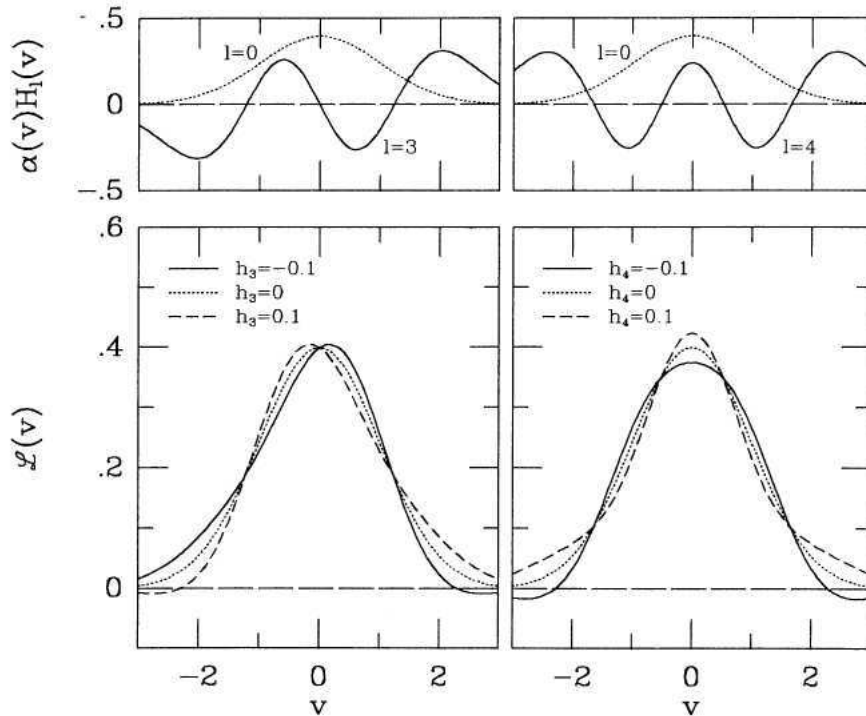 α(v)H₁(v)
.5
0
−.5
l=0
l=3
l=0
l=4
ℒ(v)
.6
.4
.2
0
h₃=−0.1
h₃=0
h₃=0.1
h₄=−0.1
h₄=0
h₄=0.1
−2 0 2
−2 0 2
v
v